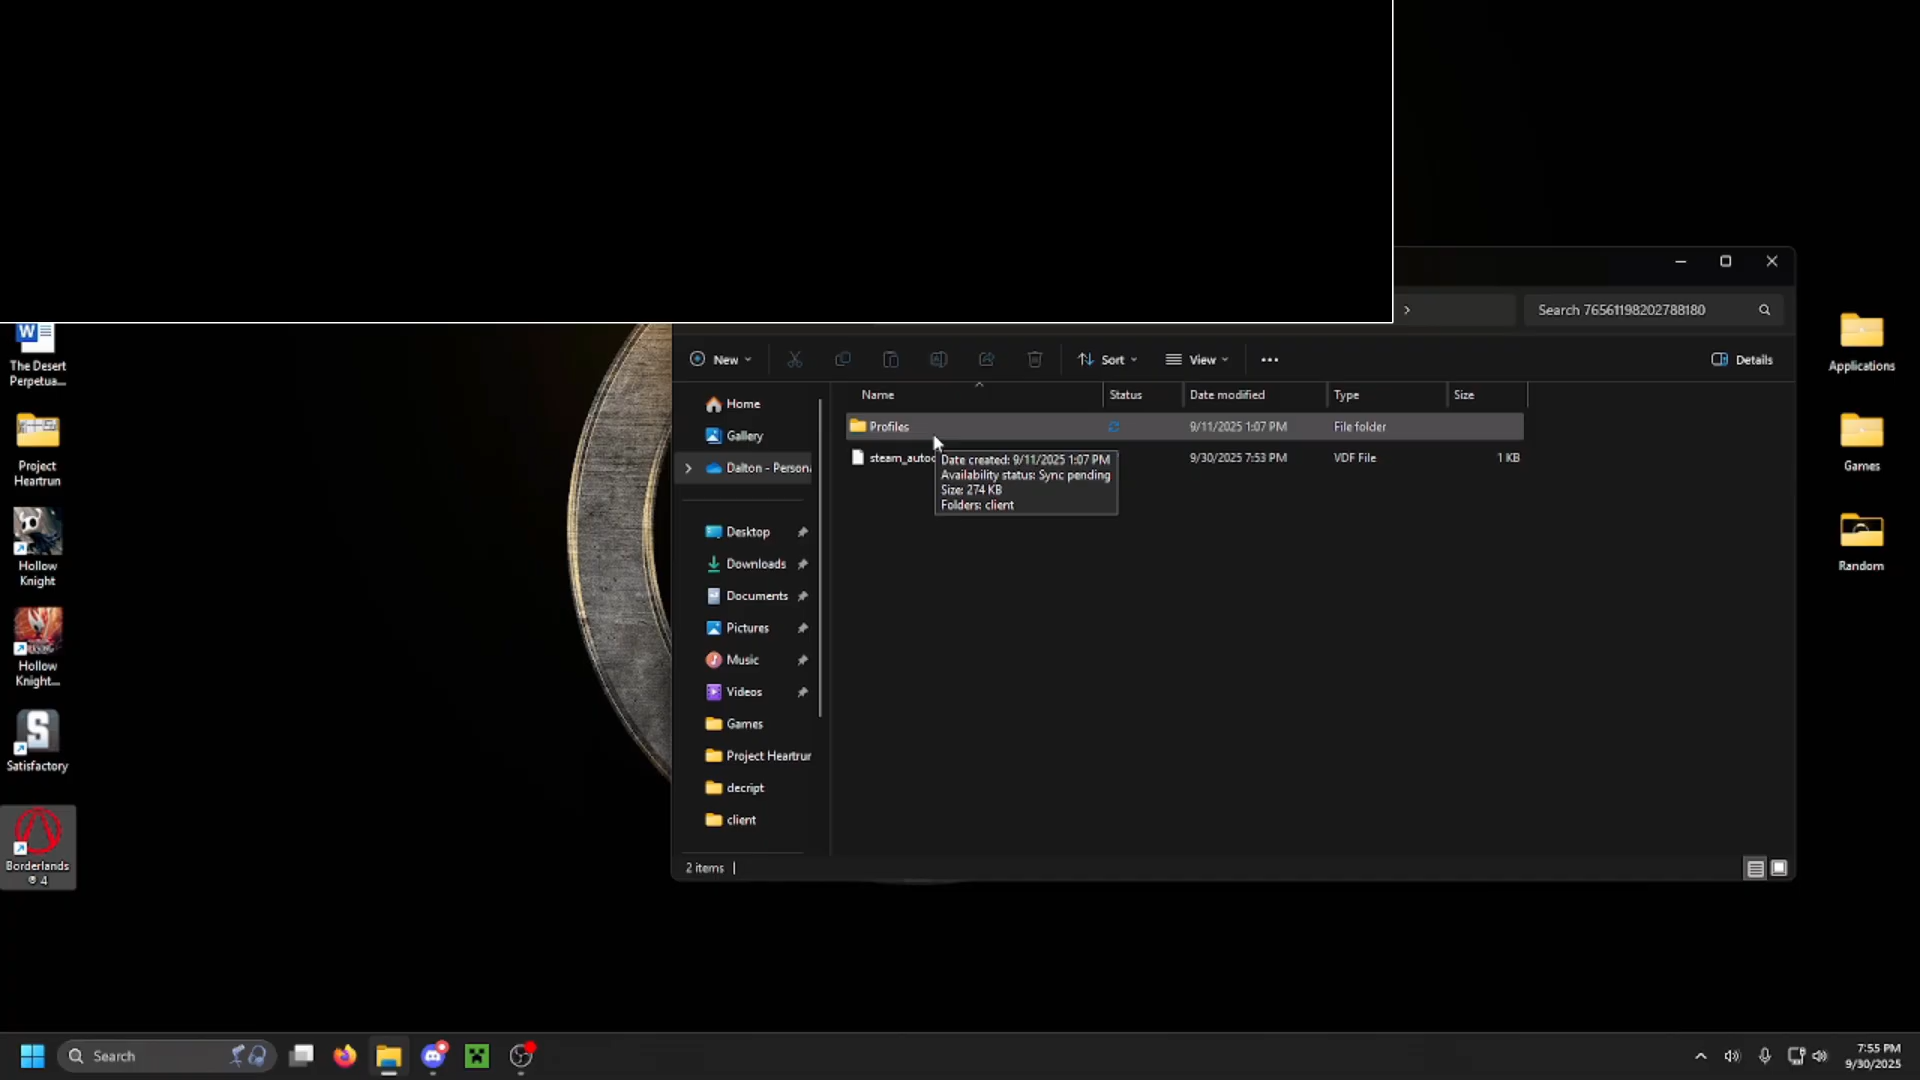 Search 76561198202788180
New
Sort
View
Details
Name
Status
Date modified
Type
Size
Profiles
9/11/2025 1:07 PM
File folder
9/30/2025 7:53 PM
VDF File
1 KB
Date created: 9/11/2025 1:07 PM
Availability status: Sync pending
Size: 274 KB
Folders: client
Home
Gallery
Dalton -
Desktop
Downloads
Documents
Pictures
Music
Videos
Games
Project
decript
client
2 items
W
The Desert
Project
Heartrun
Hollow
Knight
Hollow
Knight...
S
Satisfactory
Borderlands
® 4
Applications
Games
Random
Search
7:55 PM
9/30/2025